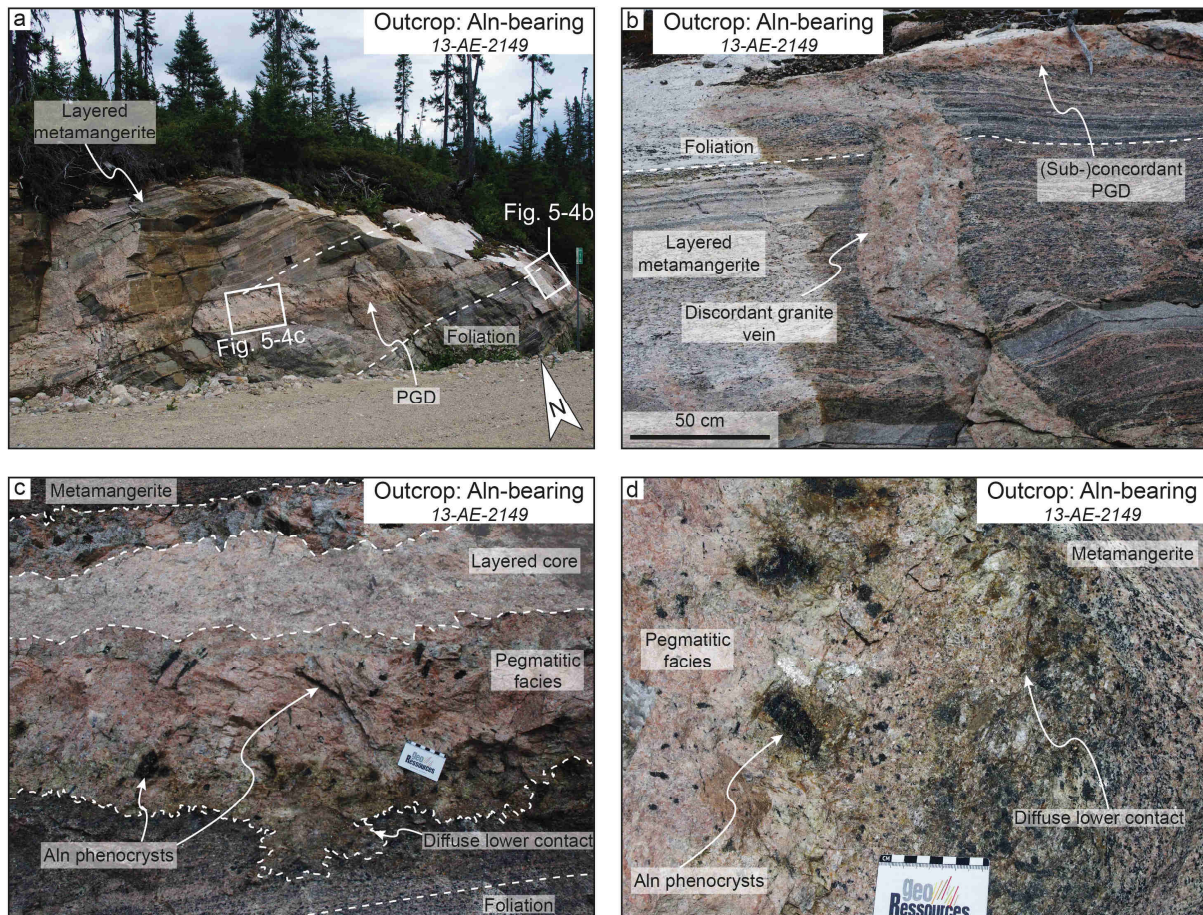 a
Outcrop: Aln-bearing
13-AE-2149
Layered
metamangerite
Fig. 5-4b
Fig. 5-4c
Foliation
PGD
N
b
Outcrop: Aln-bearing
13-AE-2149
Foliation
(Sub-)concordant
PGD
Layered
metamangerite
Discordant granite
vein
50 cm
c
Metamangerite
Outcrop: Aln-bearing
13-AE-2149
Layered core
Pegmatitic
facies
geo
Ressources
Aln phenocrysts
Diffuse lower contact
Foliation
d
Outcrop: Aln-bearing
13-AE-2149
Metamangerite
Pegmatitic
facies
Diffuse lower contact
Aln phenocrysts
CM
geo
Ressources